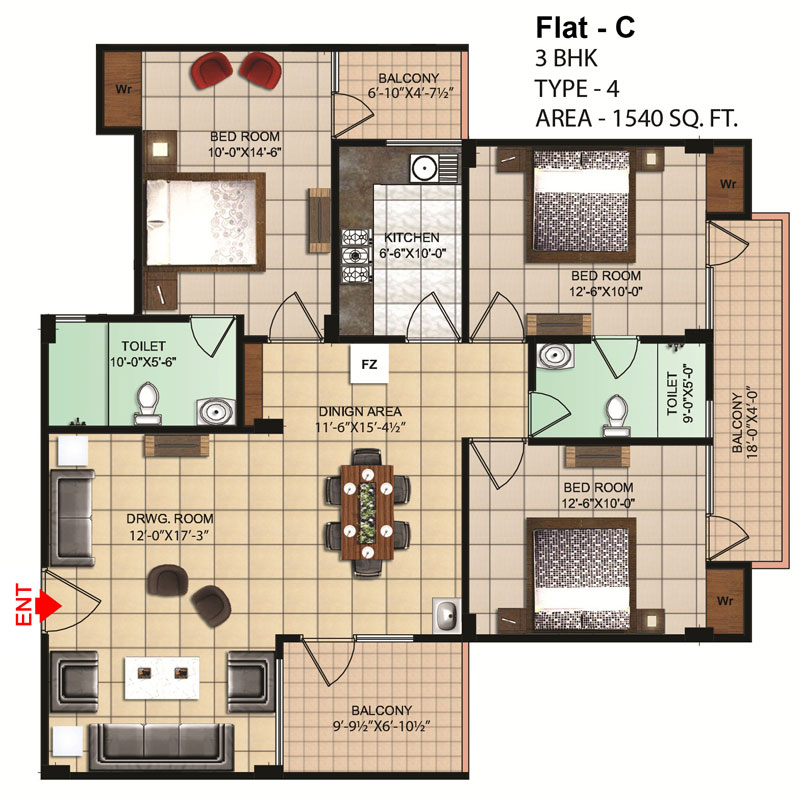 Flat - C
3 BHK
TYPE - 4
AREA - 1540 SQ. FT.
Wr
BALCONY
6'-10"X4'-7½"
BED ROOM
10'-0"X14'-6"
Wr
KITCHEN
6'-6"X10'-0"
BED ROOM
12'-6"X10'-0"
TOILET
10'-0"X5'-6"
FZ
DINIGN AREA
11'-6"X15'-4½"
TOILET
9'-0"X5'-0"
BALCONY
18'-0"X4'-0"
DRWG. ROOM
12'-0"X17'-3"
BED ROOM
12'-6"X10'-0"
ENT
Wr
BALCONY
9'-9½"X6'-10½"